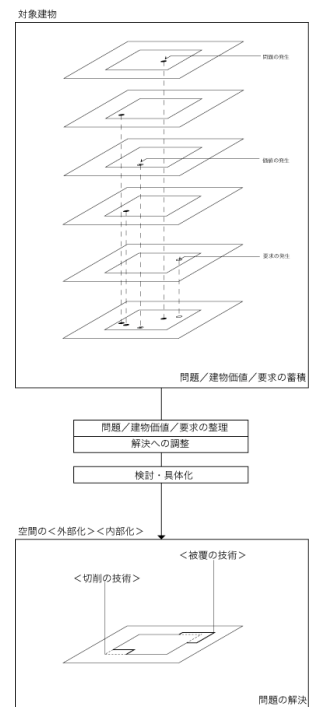 対象建物
問題の発生
価値の発生
要求の発生
問題／建物価値／要求の蓄積
問題／建物価値／要求の整理
解決への調整
検討・具体化
空間の＜外部化＞＜内部化＞
＜被覆の技術＞
＜切削の技術＞
問題の解決